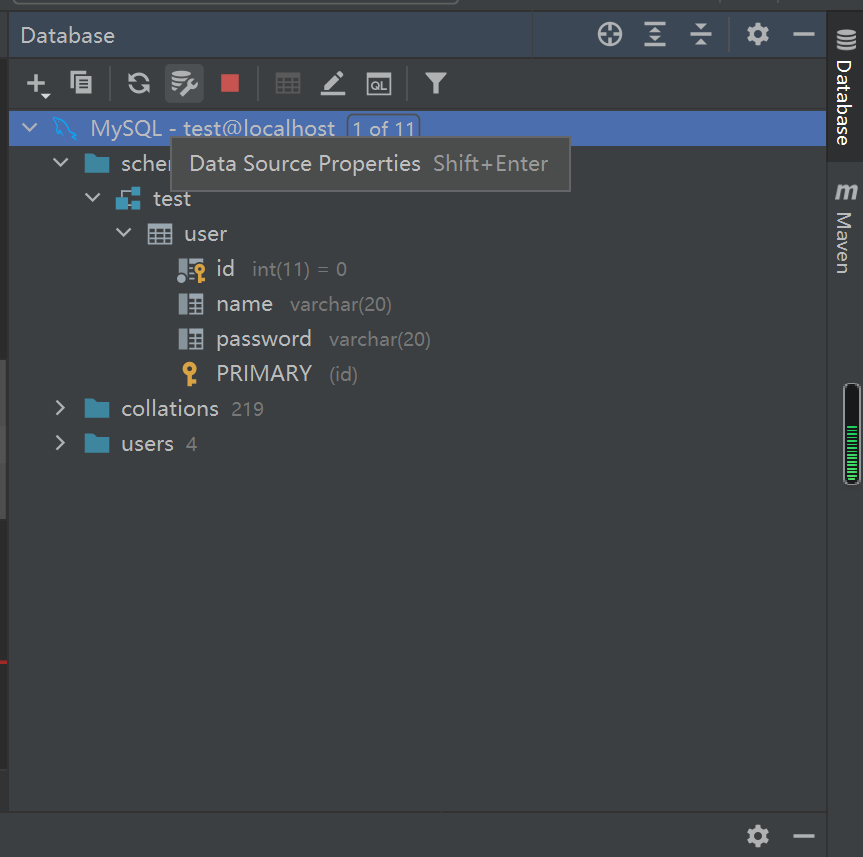 Database
MySQL - test@localhost 1 of 11
Data Source Properties Shift+Enter
test
user
id int(11) = 0
name varchar(20)
password varchar(20)
PRIMARY (id)
collations 219
users 4
QL
Database
m Maven